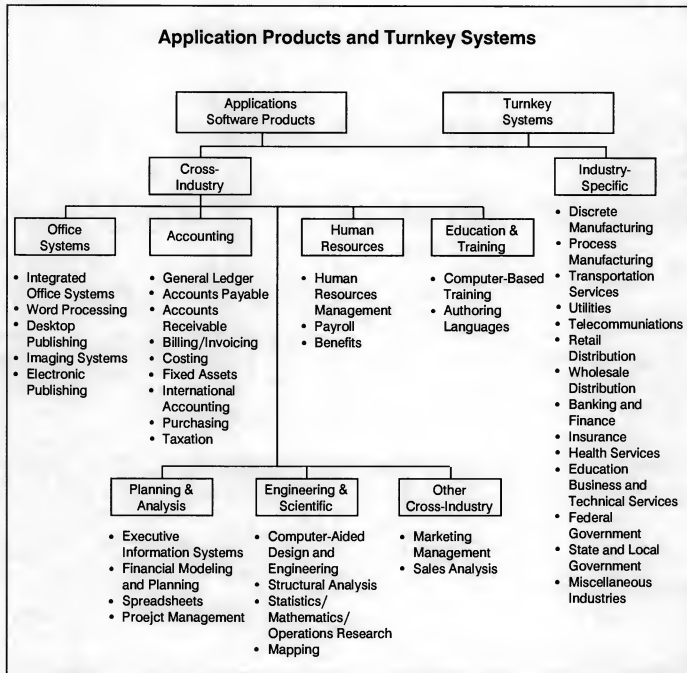 Application Products and Turnkey Systems
Applications
Software Products
Turnkey
Systems
Cross-
Industry
Industry-
Specific
Office
Systems
Accounting
Human
Resources
Education &
Training
• Integrated
Office Systems
• Word Processing
• Desktop
Publishing
• Imaging Systems
• Electronic
Publishing
• General Ledger
• Accounts Payable
• Accounts
Receivable
• Billing/Invoicing
• Costing
• Fixed Assets
• International
Accounting
• Purchasing
• Taxation
• Human
Resources
Management
• Payroll
• Benefits
• Computer-Based
Training
• Authoring
Languages
• Discrete
Manufacturing
• Process
Manufacturing
• Transportation
Services
• Utilities
• Telecommuniations
• Retail
Distribution
• Wholesale
Distribution
• Banking and
Finance
• Insurance
• Health Services
• Education
Business and
Technical Services
• Federal
Government
• State and Local
Government
• Miscellaneous
Industries
Planning &
Analysis
Engineering &
Scientific
Other
Cross-Industry
• Executive
Information Systems
• Financial Modeling
and Planning
• Spreadsheets
• Proejct Management
• Computer-Aided
Design and
Engineering
• Structural Analysis
• Statistics/
Mathematics/
Operations Research
• Mapping
• Marketing
Management
• Sales Analysis